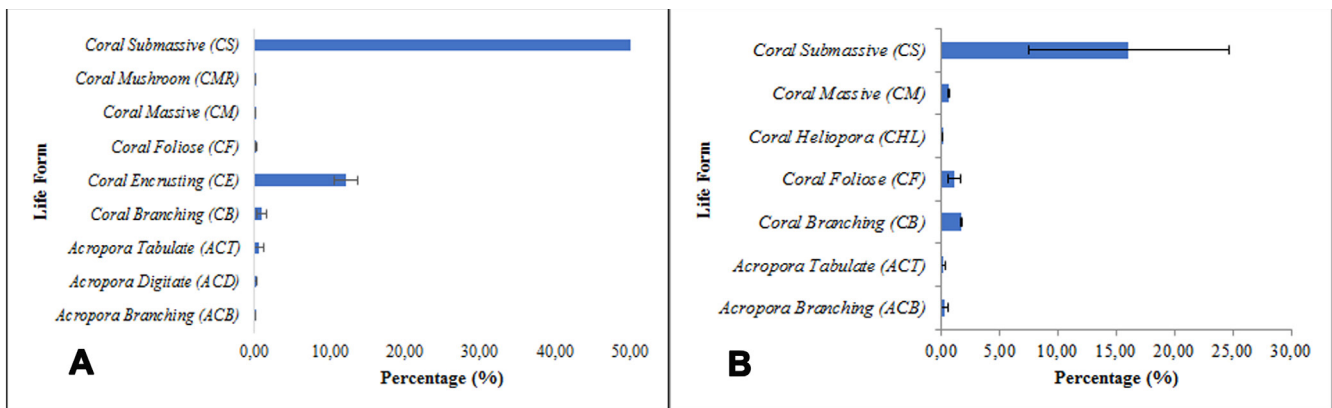 Coral Submassive (CS)
Coral Mushroom (CMR)
Coral Massive (CM)
Coral Foliose (CF)
Coral Encrusting (CE)
Coral Branching (CB)
Acropora Tabulate (ACT)
Acropora Digitate (ACD)
Acropora Branching (ACB)
Life Form
0,00 10,00 20,00 30,00 40,00 50,00
Percentage (%)
A
Coral Submassive (CS)
Coral Massive (CM)
Coral Heliopora (CHL)
Coral Foliose (CF)
Coral Branching (CB)
Acropora Tabulate (ACT)
Acropora Branching (ACB)
Life Form
0,00 5,00 10,00 15,00 20,00 25,00 30,00
Percentage (%)
B